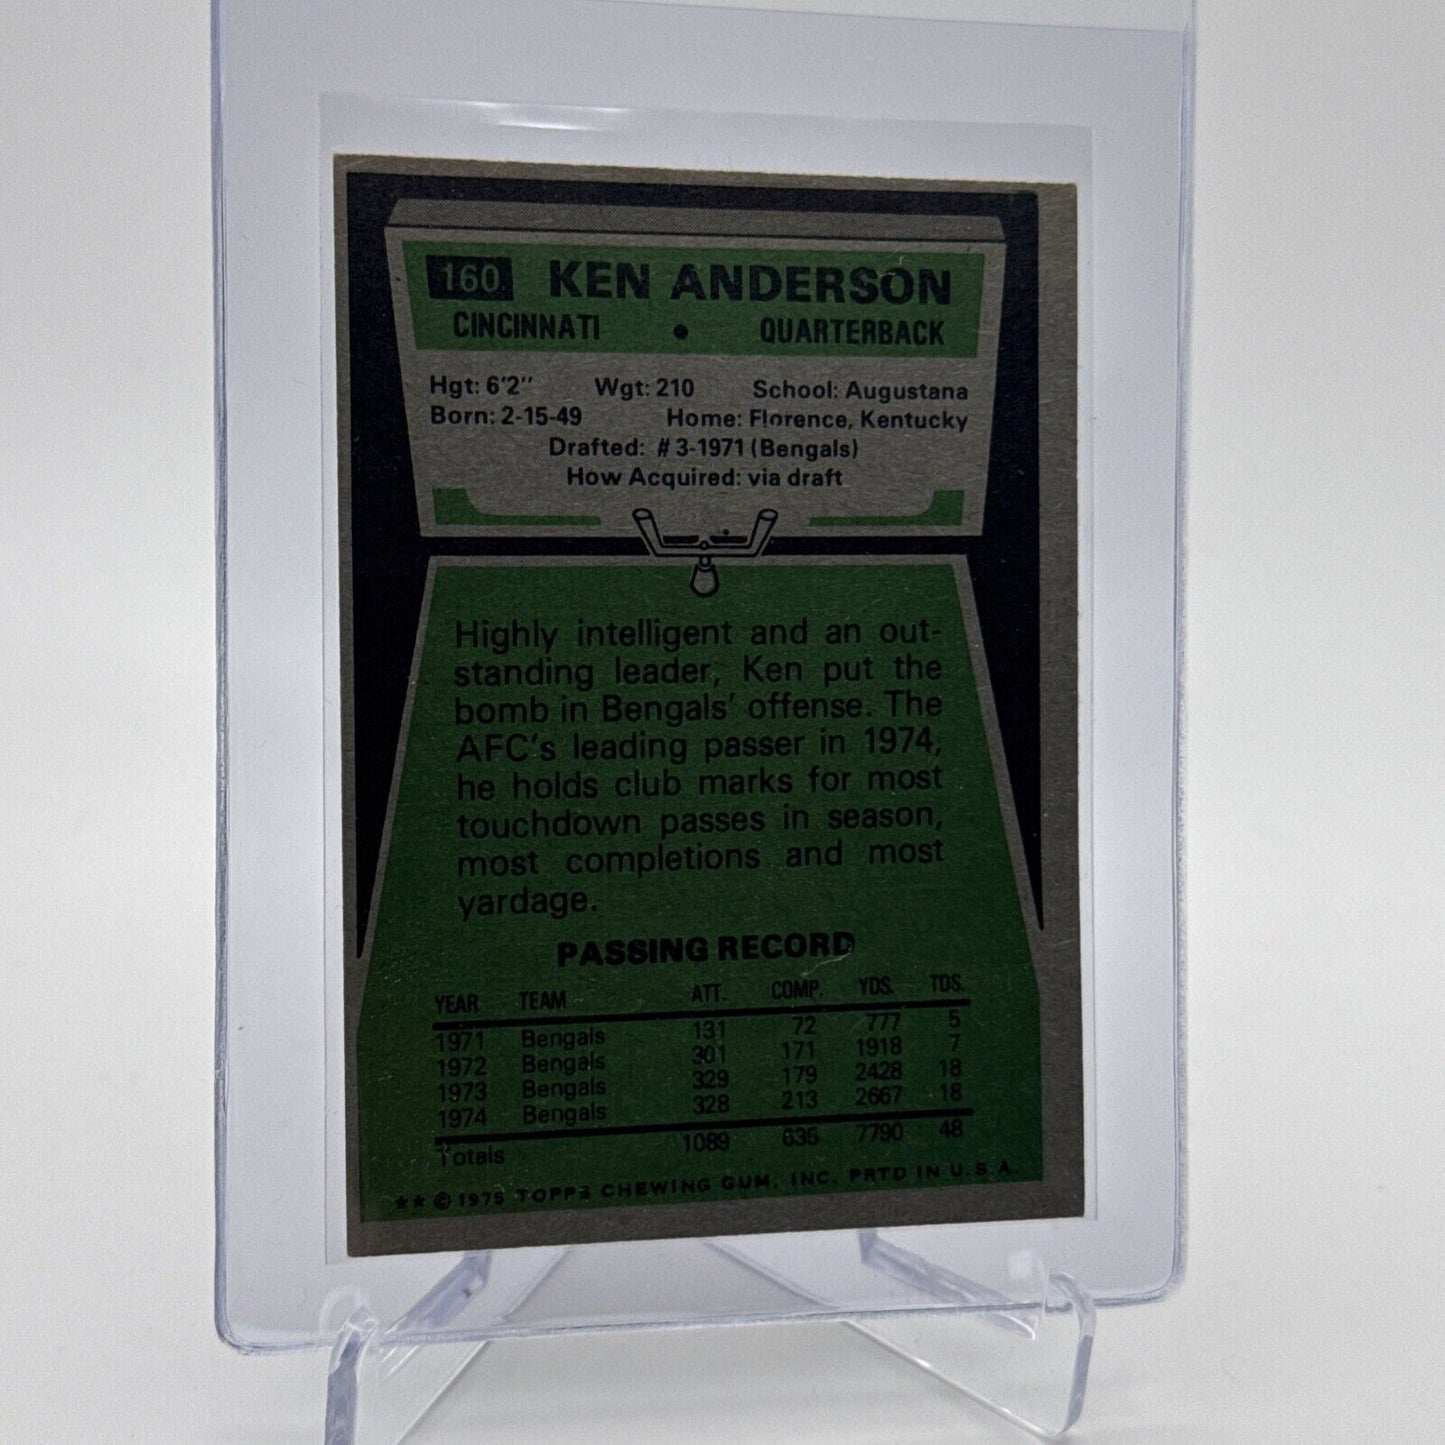 160 KEN ANDERSON
CINCINNATI • QUARTERBACK
Hgt: 6'2" Wgt: 210 School: Augustana
Born: 2-15-49 Home: Florence, Kentucky
Drafted: #3-1971 (Bengals)
How Acquired: via draft
Highly intelligent and an out-
standing leader, Ken put the
bomb in Bengals' offense. The
AFC's leading passer in 1974,
he holds club marks for most
touchdown passes in season,
most completions and most
yardage.
PASSING RECORD
YEAR TEAM ATT. COMP. YDS. TDS.
1971 Bengals 131 72 777 5
1972 Bengals 301 171 1918 7
1973 Bengals 329 179 2428 18
1974 Bengals 328 213 2667 18
Totals 1089 635 7790 48
★★ © 1975 TOPPS CHEWING GUM, INC. PRTD IN U.S.A.